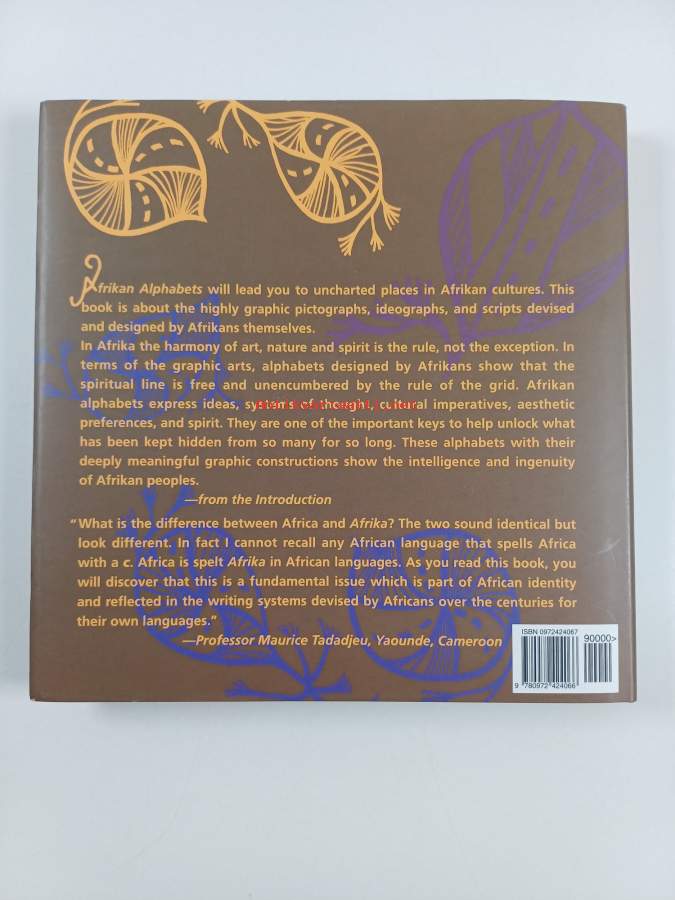 Afrikan Alphabets will lead you to uncharted places in Afrikan cultures. This
book is about the highly graphic pictographs, ideographs, and scripts devised
and designed by Afrikans themselves.
In Afrika the harmony of art, nature and spirit is the rule, not the exception. In
terms of the graphic arts, alphabets designed by Afrikans show that the
spiritual line is free and unencumbered by the rule of the grid. Afrikan
alphabets express ideas, systems of thought, cultural imperatives, aesthetic
preferences, and spirit. They are one of the important keys to help unlock what
has been kept hidden from so many for so long. These alphabets with their
deeply meaningful graphic constructions show the intelligence and ingenuity
of Afrikan peoples.
—from the Introduction
“What is the difference between Africa and Afrika? The two sound identical but
look different. In fact I cannot recall any African language that spells Africa
with a c. Africa is spelt Afrika in African languages. As you read this book, you
will discover that this is a fundamental issue which is part of African identity
and reflected in the writing systems devised by Africans over the centuries for
their own languages.”
—Professor Maurice Tadadjeu, Yaounde, Cameroon
ISBN 0972424067
90000>
9 780972 424066